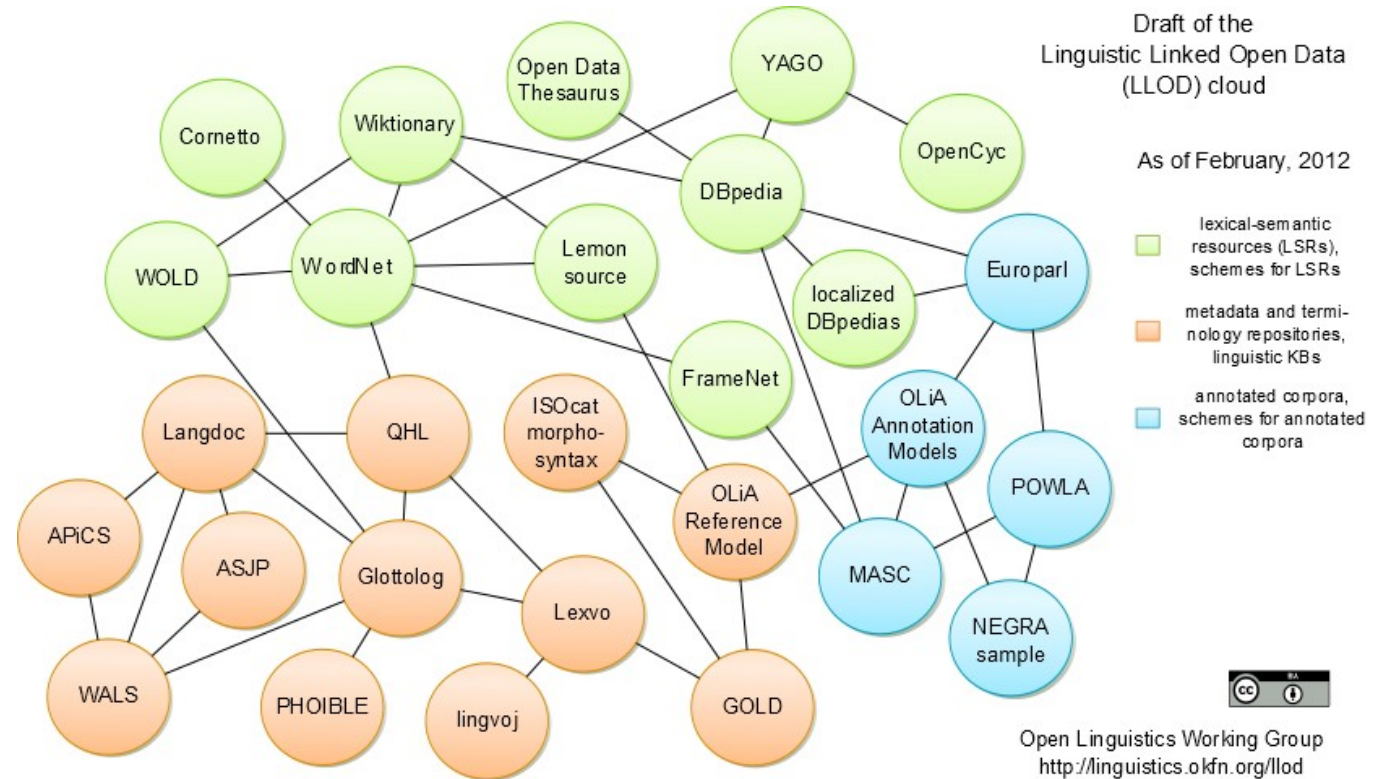 Draft of the
Linguistic Linked Open Data
(LLOD) cloud
As of February, 2012
lexical-semantic
resources (LSRs),
schemes for LSRs
metadata and termi-
nology repositories,
linguistic KBs
annotated corpora,
schemes for annotated
corpora
Open Data
Thesaurus
YAGO
Cornetto
Wiktionary
OpenCyc
DBpedia
WOLD
WordNet
Lemon
source
Europarl
localized
DBpedias
FrameNet
ISOcat
morpho-
syntax
OLiA
Annotation
Models
Langdoc
QHL
POWLA
OLiA
Reference
Model
APiCS
ASJP
Glottolog
MASC
Lexvo
NEGRA
sample
WALS
PHOIBLE
lingvoj
GOLD
cc
Open Linguistics Working Group
http://linguistics.okfn.org/llod